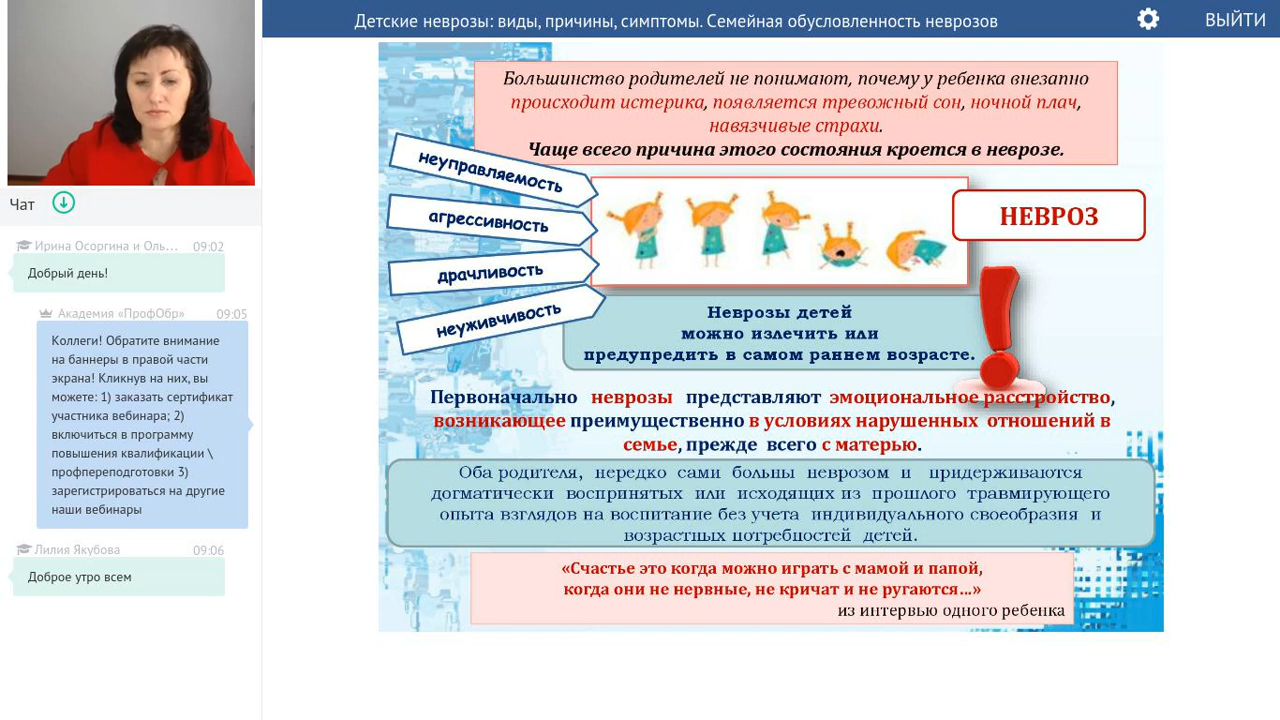 Детские неврозы: виды, причины, симптомы. Семейная обусловленность неврозов
ВЫЙТИ
Чат
Ирина Осоргина и Оль...
09:02
Добрый день!
Академия «ПрофОбр»
09:05
Коллеги! Обратите внимание
на баннеры в правой части
экрана! Кликнув на них, вы
можете: 1) заказать сертификат
участника вебинара; 2)
включиться в программу
повышения квалификации \
профпереподготовки 3)
зарегистрироваться на другие
наши вебинары
Лилия Якубова
09:06
Доброе утро всем
Большинство родителей не понимают, почему у ребенка внезапно
происходит истерика, появляется тревожный сон, ночной плач,
навязчивые страхи.
Чаще всего причина этого состояния кроется в неврозе.
неуправляемость
агрессивность
драчливость
неуживчивость
НЕВРОЗ
Неврозы детей
можно излечить или
предупредить в самом раннем возрасте.
Первоначально неврозы представляют эмоциональное расстройство,
возникающее преимущественно в условиях нарушенных отношений в
семье, прежде всего с матерью.
Оба родителя, нередко сами больны неврозом и придерживаются
догматически воспринятых или исходящих из прошлого травмирующего
опыта взглядов на воспитание без учета индивидуального своеобразия и
возрастных потребностей детей.
«Счастье это когда можно играть с мамой и папой,
когда они не нервные, не кричат и не ругаются...»
из интервью одного ребенка